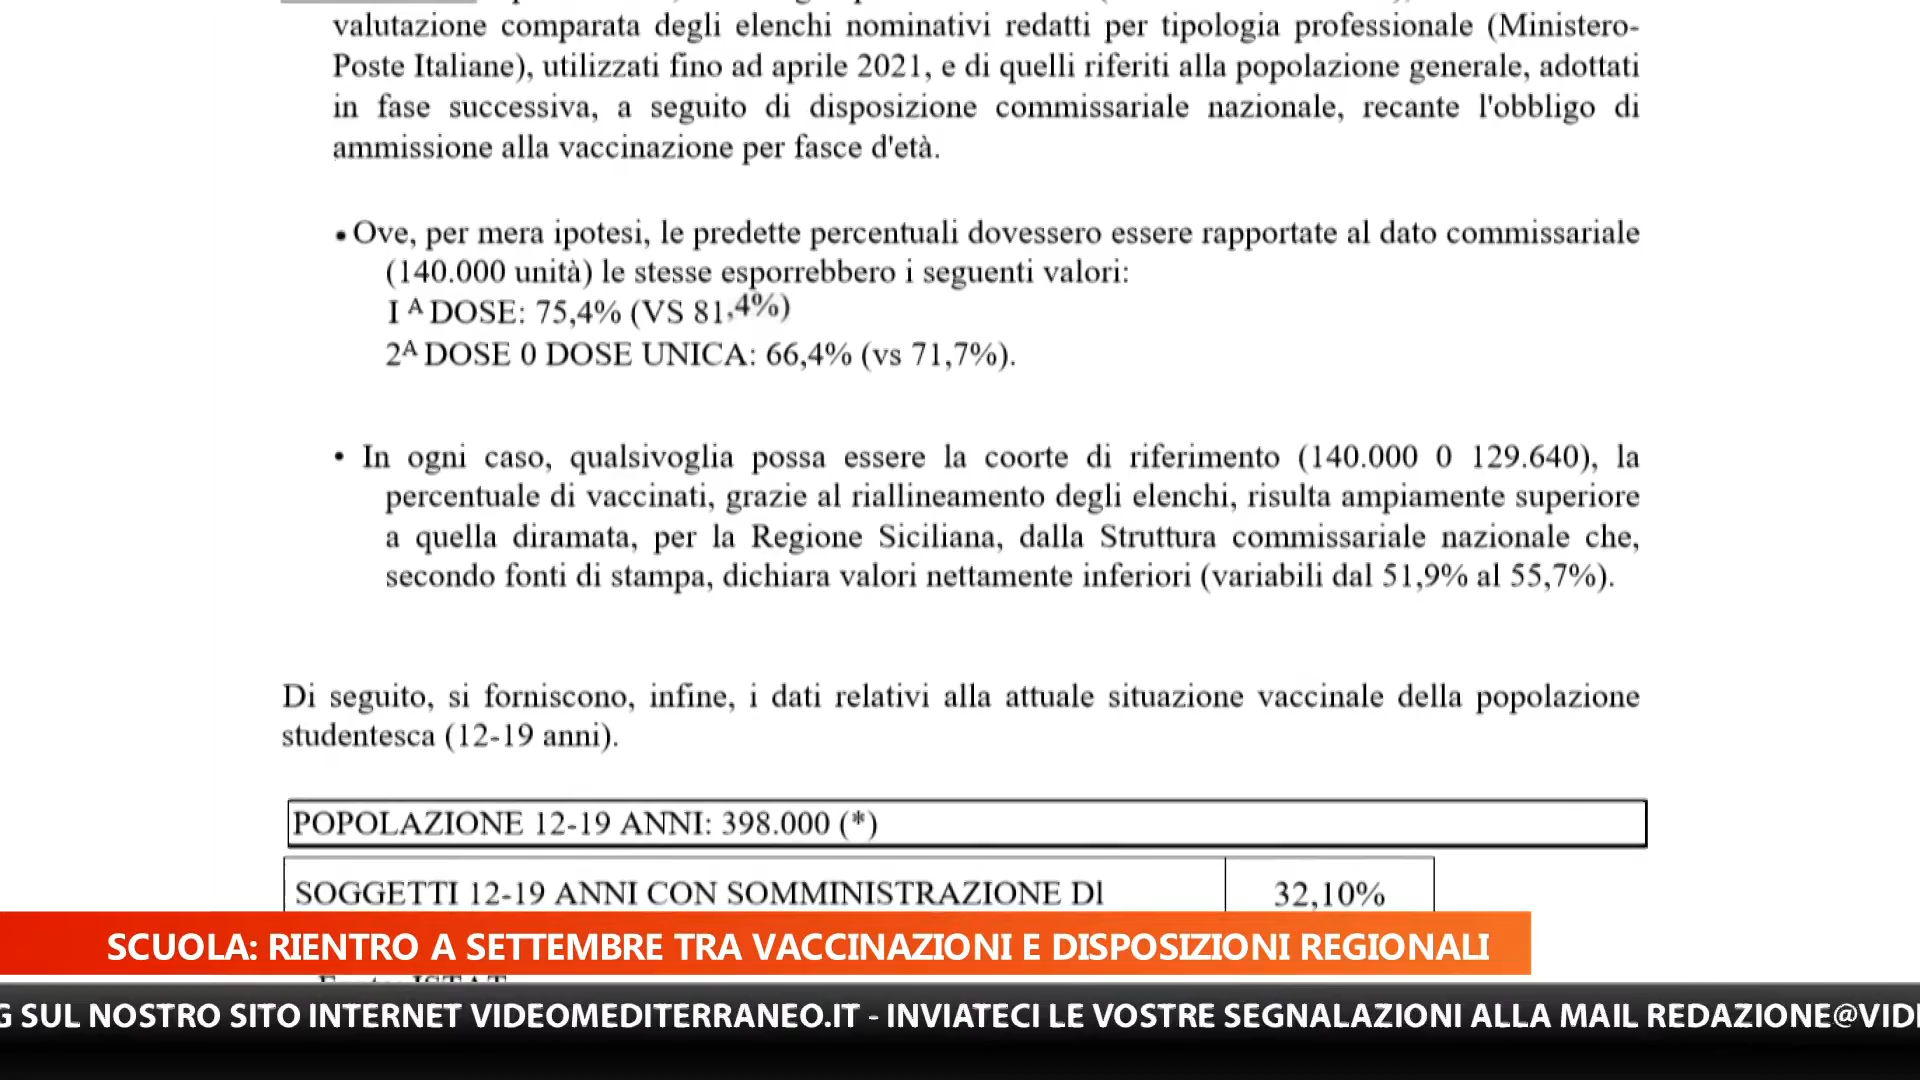 valutazione comparata degli elenchi nominativi redatti per tipologia professionale (Ministero-
Poste Italiane), utilizzati fino ad aprile 2021, e di quelli riferiti alla popolazione generale, adottati
in fase successiva, a seguito di disposizione commissariale nazionale, recante l'obbligo di
ammissione alla vaccinazione per fasce d'età.
• Ove, per mera ipotesi, le predette percentuali dovessero essere rapportate al dato commissariale
(140.000 unità) le stesse esporrebbero i seguenti valori:
I A DOSE: 75,4% (VS 81,4%)
2A DOSE 0 DOSE UNICA: 66,4% (vs 71,7%).
• In ogni caso, qualsivoglia possa essere la coorte di riferimento (140.000 0 129.640), la
percentuale di vaccinati, grazie al riallineamento degli elenchi, risulta ampiamente superiore
a quella diramata, per la Regione Siciliana, dalla Struttura commissariale nazionale che,
secondo fonti di stampa, dichiara valori nettamente inferiori (variabili dal 51,9% al 55,7%).
Di seguito, si forniscono, infine, i dati relativi alla attuale situazione vaccinale della popolazione
studentesca (12-19 anni).
POPOLAZIONE 12-19 ANNI: 398.000 (*)
SOGGETTI 12-19 ANNI CON SOMMINISTRAZIONE Dl 32,10%
SCUOLA: RIENTRO A SETTEMBRE TRA VACCINAZIONI E DISPOSIZIONI REGIONALI
G SUL NOSTRO SITO INTERNET VIDEOMEDITERRANEO.IT - INVIATECI LE VOSTRE SEGNALAZIONI ALLA MAIL REDAZIONE@VID